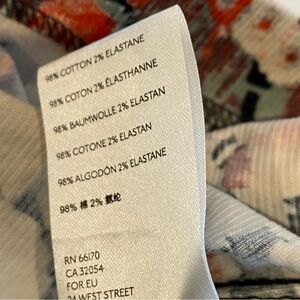 98% COTTON 2% ELASTANE
98% COTON 2% ÉLASTHANNE
98% BAUMWOLLE 2% ELASTAN
98% COTONE 2% ELASTAN
98% ALGODÓN 2% ELASTANE
98% 棉 2% 氨纶
RN 66170
CA 32054
FOR EU
24 WEST STREET